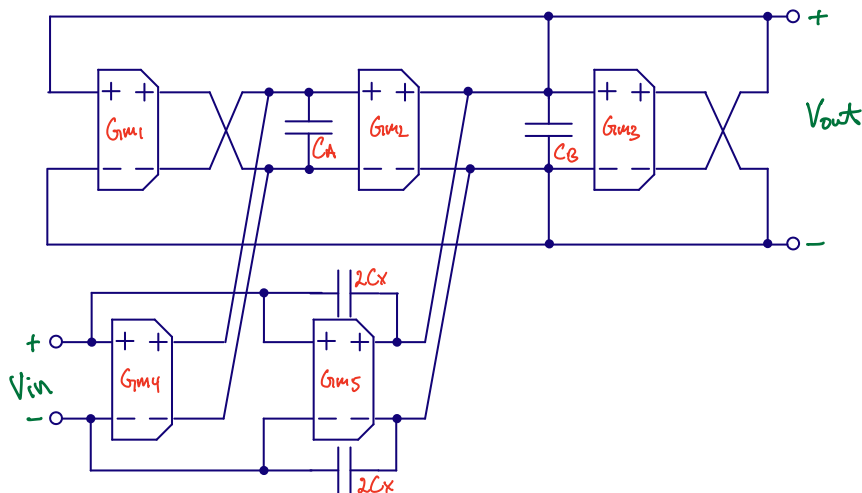 +
+ +
Gm1
- -
CA
+ +
Gm2
- -
CB
+ +
Gm3
- -
Vout
-
2Cx
+
+ +
Gm4
- -
Vin
-
+ +
Gm5
- -
2Cx